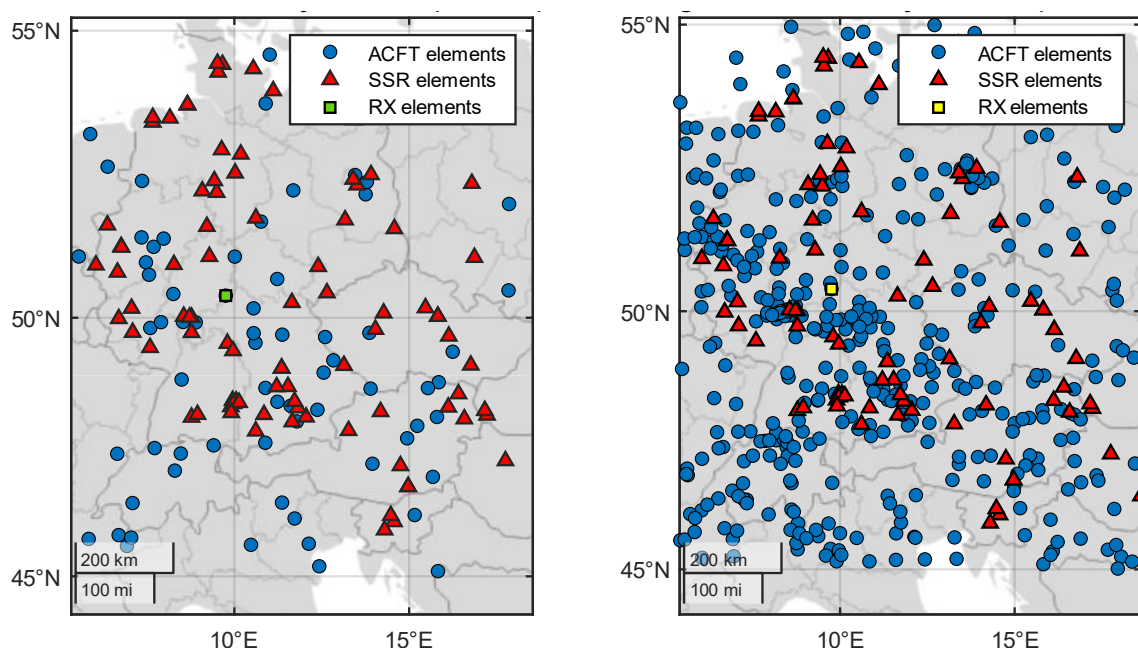 55°N
50°N
45°N
10°E
15°E
ACFT elements
SSR elements
RX elements
200 km
100 mi
55°N
50°N
45°N
10°E
15°E
ACFT elements
SSR elements
RX elements
200 km
100 mi